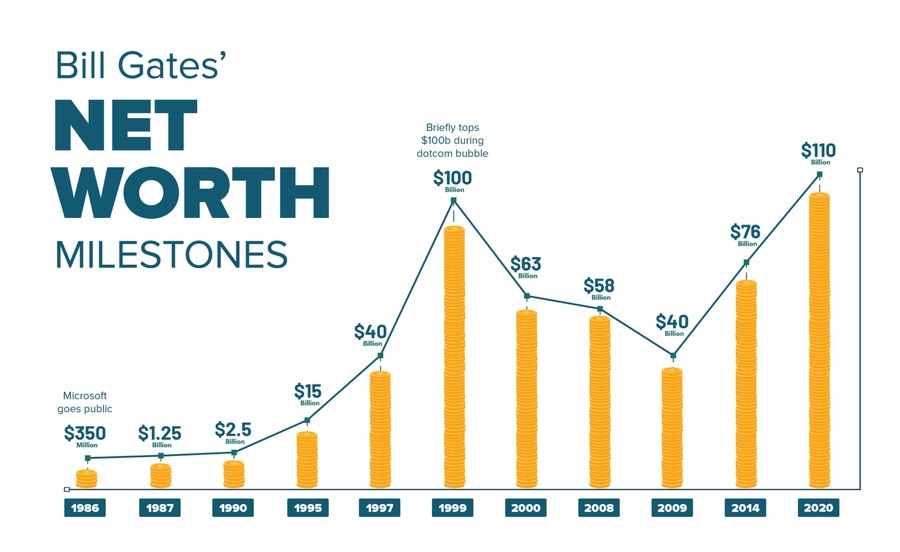 Bill Gates’
NET
WORTH
MILESTONES
Microsoft
goes public
$350
Million
$1.25
Billion
$2.5
Billion
$15
Billion
$40
Billion
Briefly tops
$100b during
dotcom bubble
$100
Billion
$63
Billion
$58
Billion
$40
Billion
$76
Billion
$110
Billion
1986 1987 1990 1995 1997 1999 2000 2008 2009 2014 2020